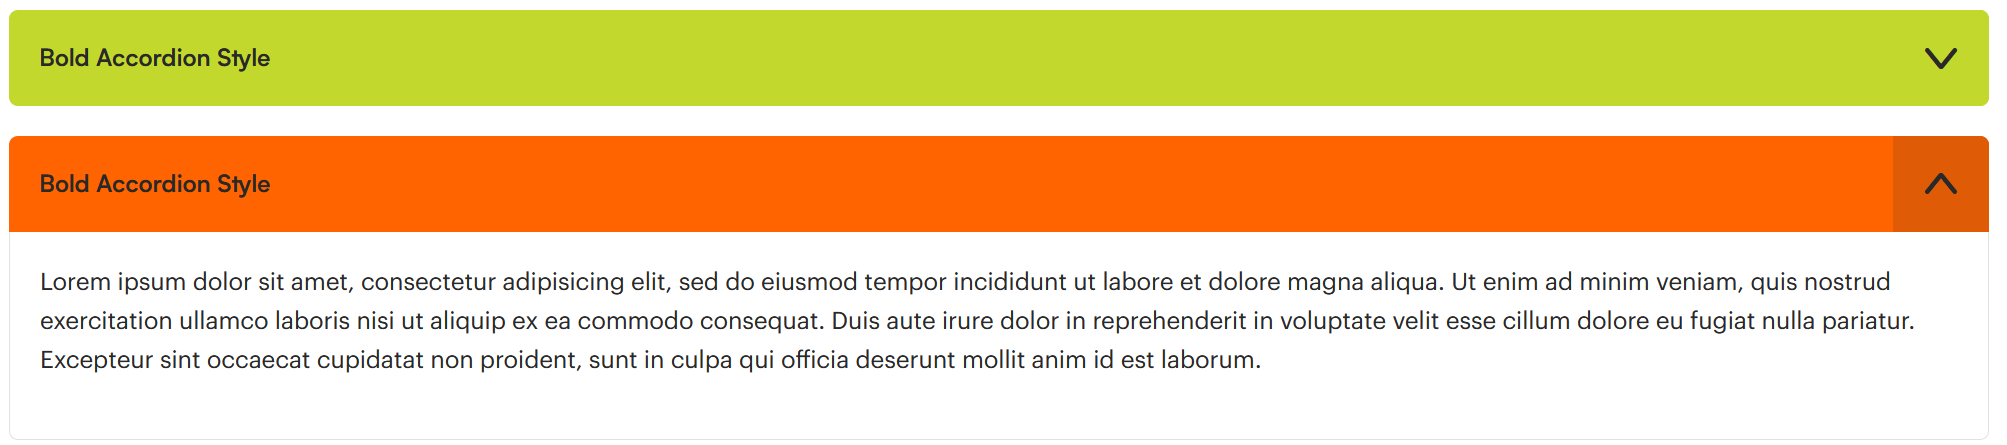 Bold Accordion Style
Bold Accordion Style
Lorem ipsum dolor sit amet, consectetur adipisicing elit, sed do eiusmod tempor incididunt ut labore et dolore magna aliqua. Ut enim ad minim veniam, quis nostrud
exercitation ullamco laboris nisi ut aliquip ex ea commodo consequat. Duis aute irure dolor in reprehenderit in voluptate velit esse cillum dolore eu fugiat nulla pariatur.
Excepteur sint occaecat cupidatat non proident, sunt in culpa qui officia deserunt mollit anim id est laborum.